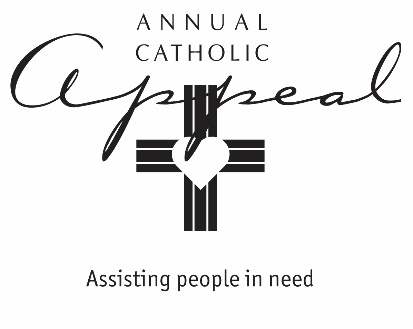 ANNUAL
CATHOLIC
Appeal
Assisting people in need